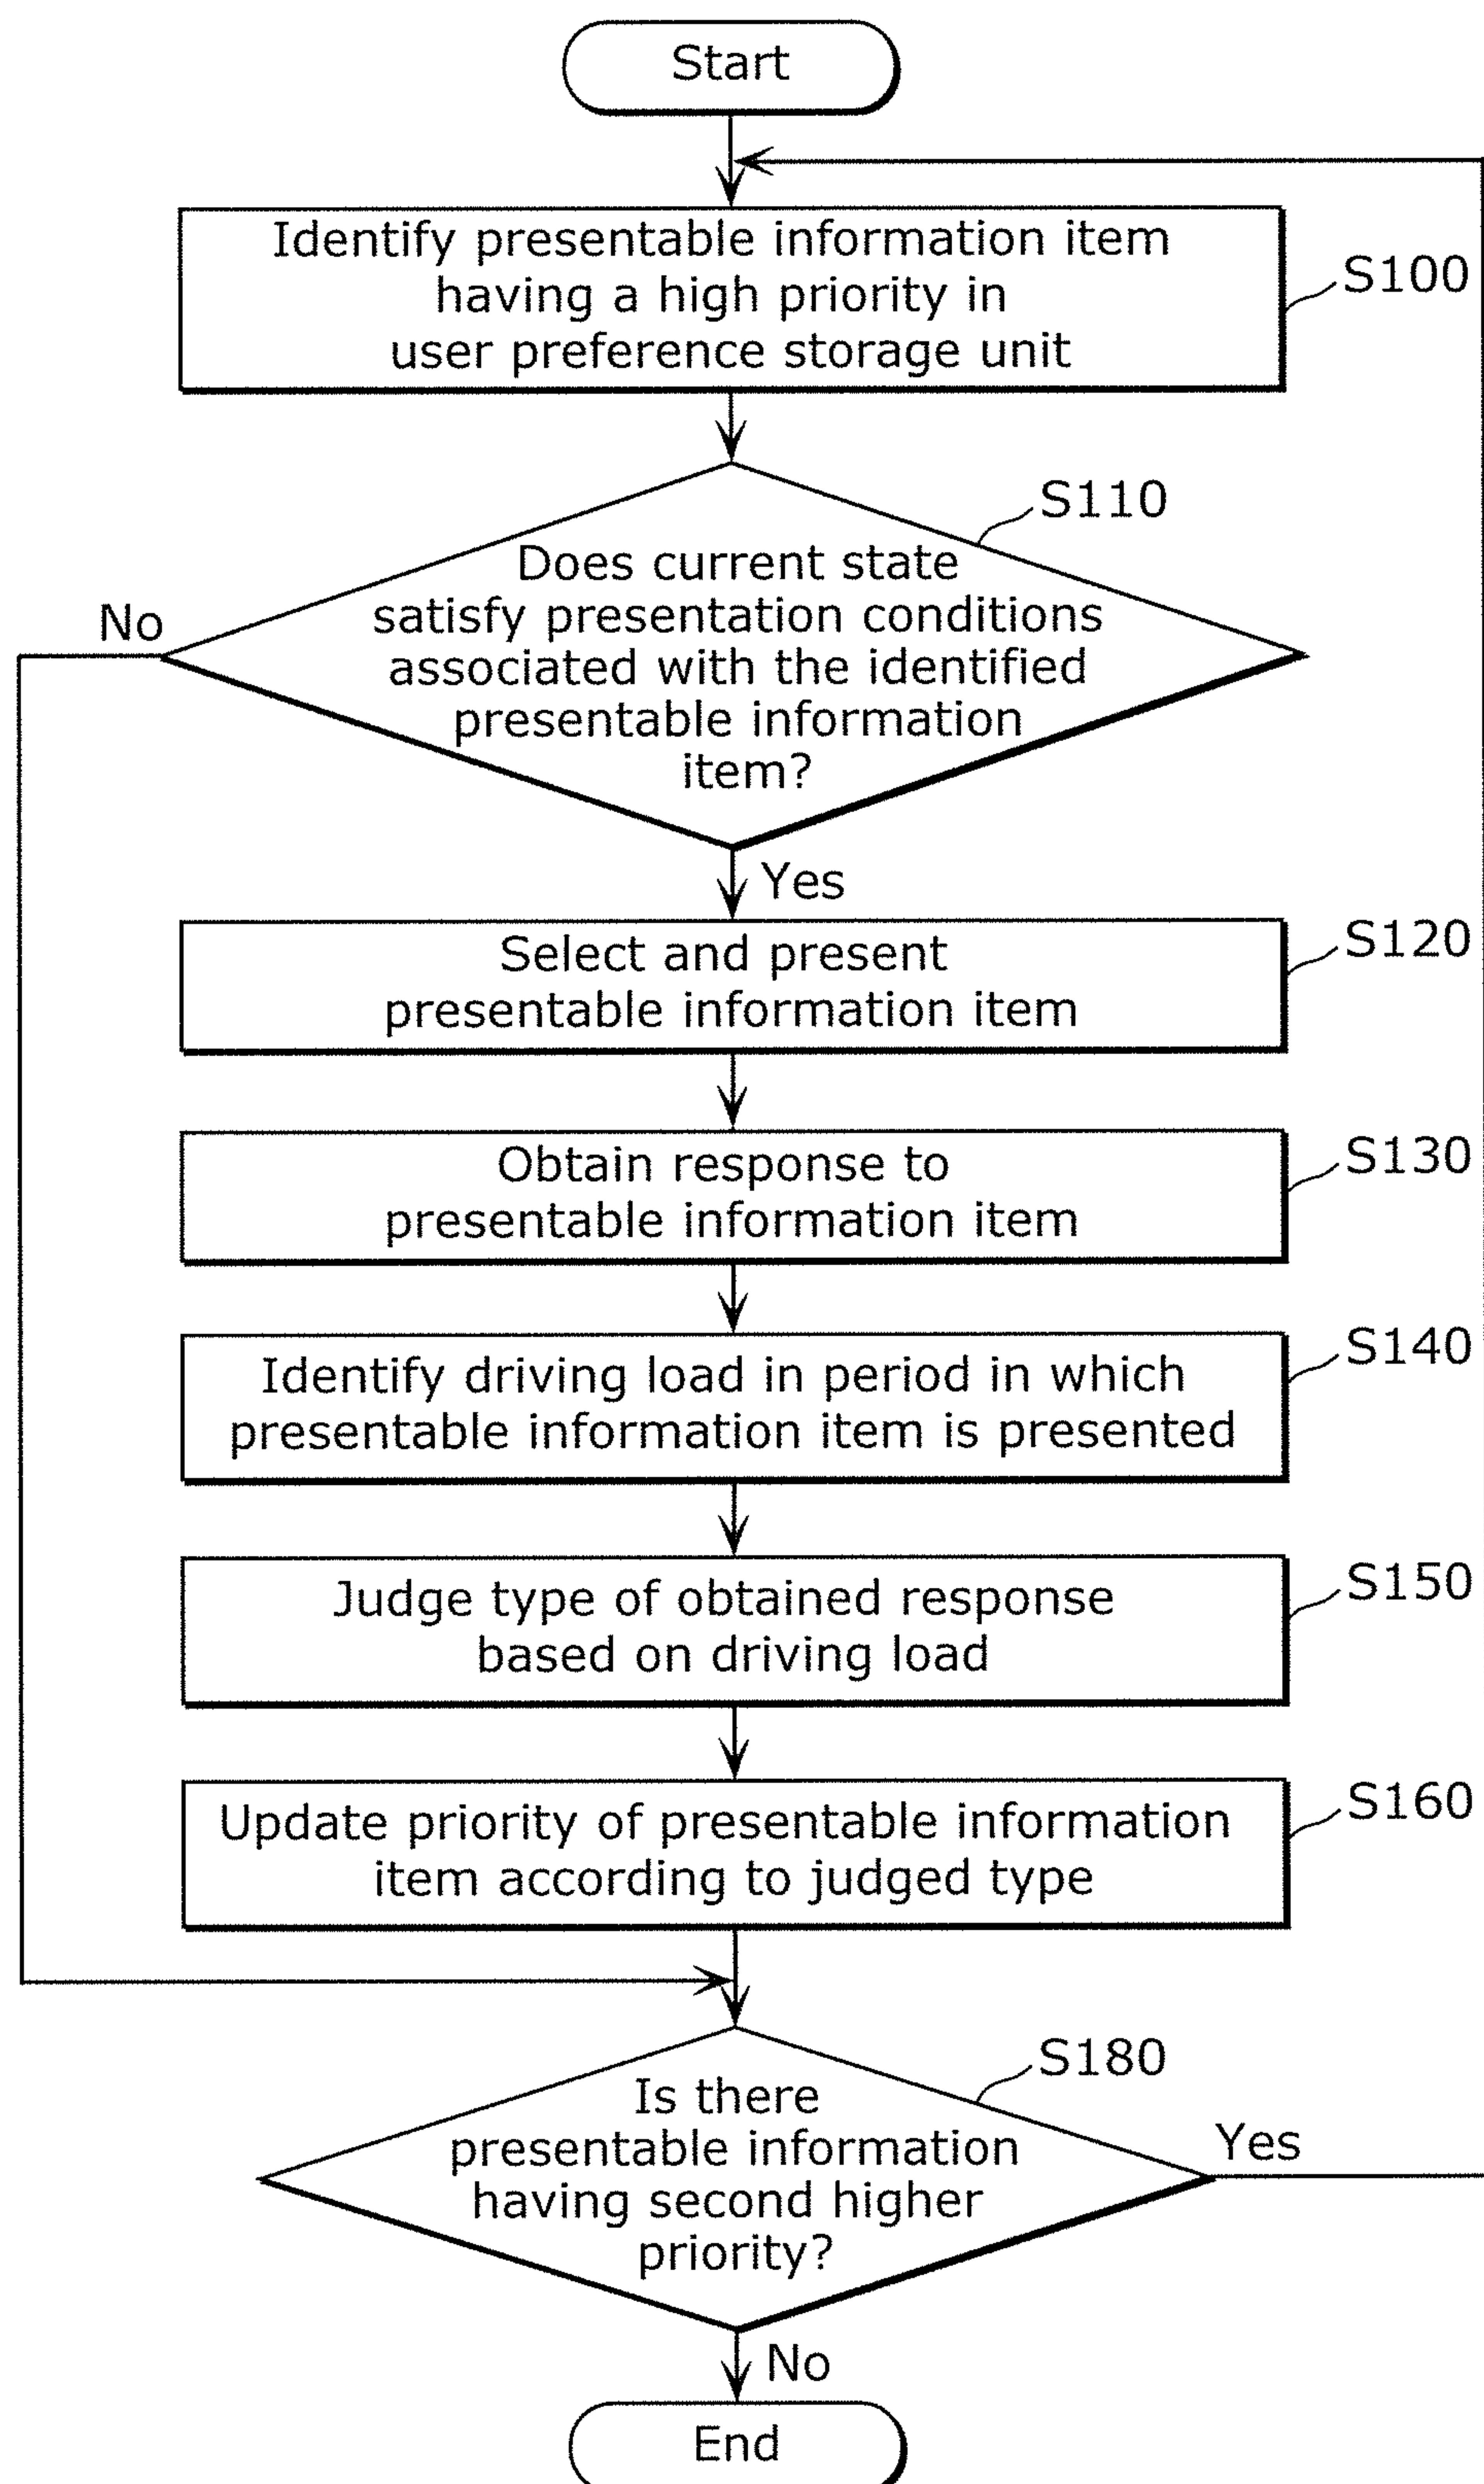 Start
Identify presentable information item
having a high priority in
user preference storage unit
S100
S110
Does current state
satisfy presentation conditions
associated with the identified
presentable information
item?
No
Yes
Select and present
presentable information item
S120
Obtain response to
presentable information item
S130
Identify driving load in period in which
presentable information item is presented
S140
Judge type of obtained response
based on driving load
S150
Update priority of presentable information
item according to judged type
S160
S180
Is there
presentable information
having second higher
priority?
Yes
No
End